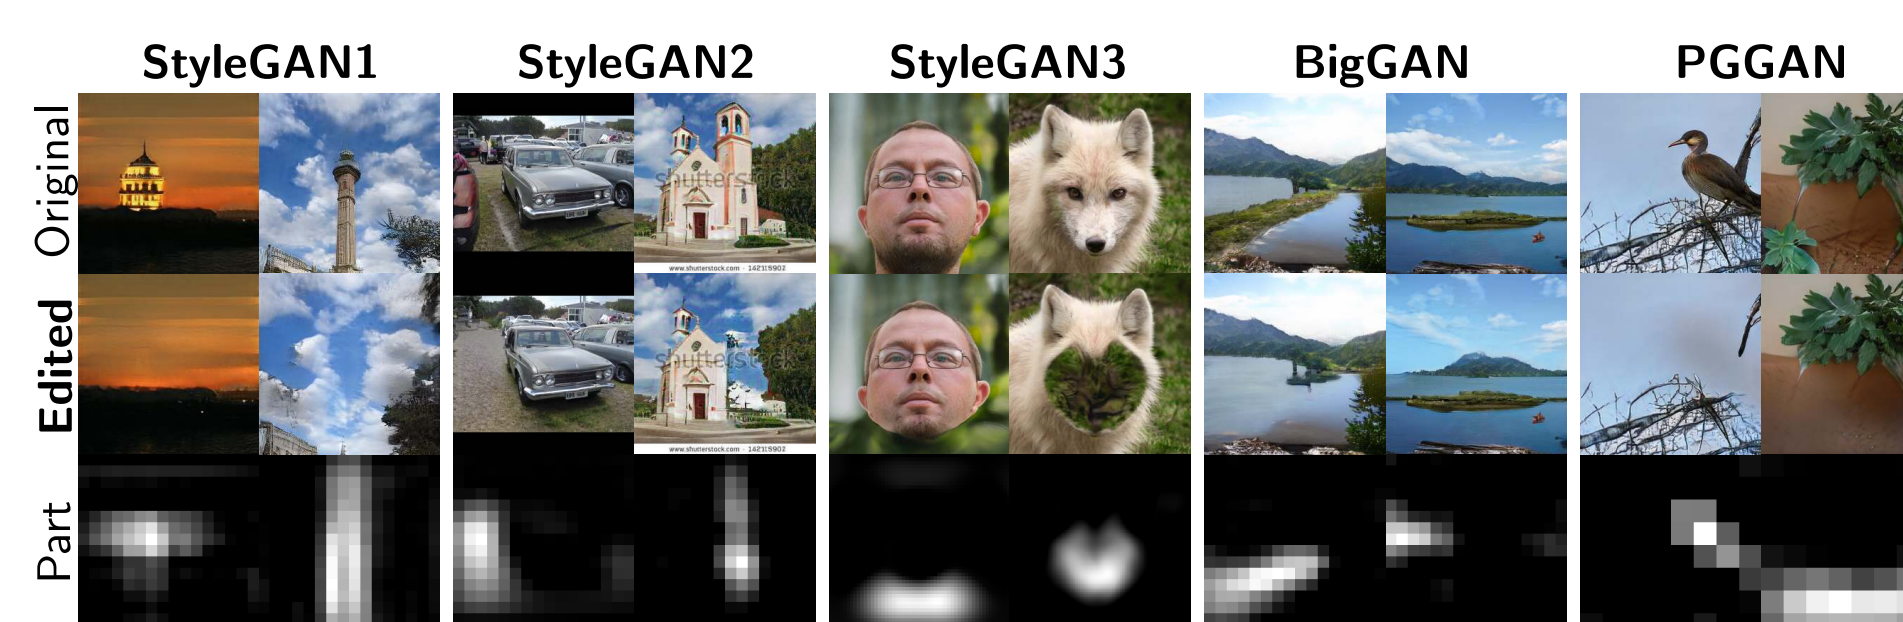 StyleGAN1 StyleGAN2 StyleGAN3 BigGAN PGGAN
Original
shutterstock
www.shutterstock.com · 142115902
Edited
shutterstock
www.shutterstock.com · 142115902
Part